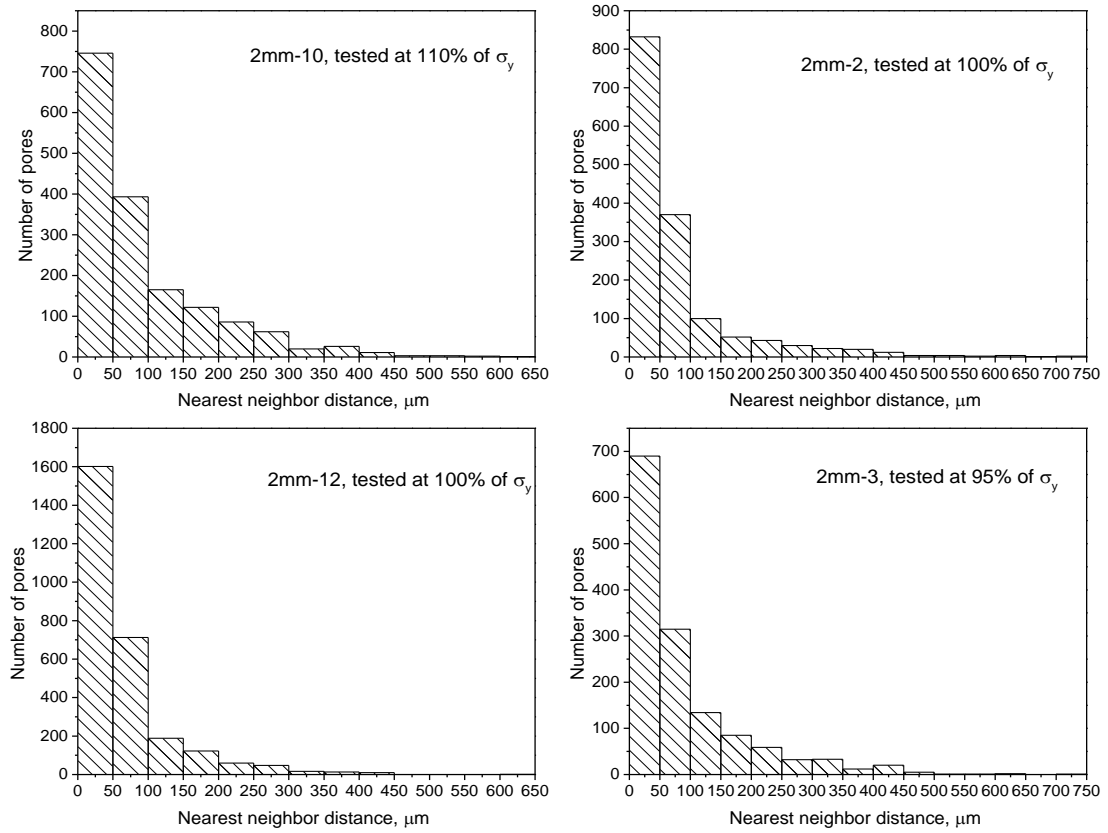 2mm-10, tested at 110% of σy
Number of pores
800
700
600
500
400
300
200
100
0
0 50 100 150 200 250 300 350 400 450 500 550 600 650
Nearest neighbor distance, μm
2mm-2, tested at 100% of σy
Number of pores
900
800
700
600
500
400
300
200
100
0
0 50 100 150 200 250 300 350 400 450 500 550 600 650 700 750
Nearest neighbor distance, μm
2mm-12, tested at 100% of σy
Number of pores
1800
1600
1400
1200
1000
800
600
400
200
0
0 50 100 150 200 250 300 350 400 450 500 550 600 650
Nearest neighbor distance, μm
2mm-3, tested at 95% of σy
Number of pores
700
600
500
400
300
200
100
0
0 50 100 150 200 250 300 350 400 450 500 550 600 650 700 750
Nearest neighbor distance, μm